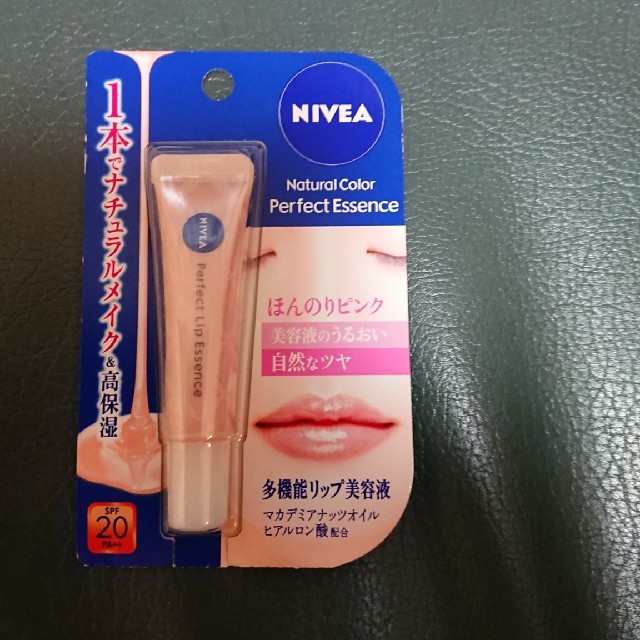 NIVEA
Natural Color
Perfect Essence
1本でナチュラルメイク&高保湿
NIVEA
Perfect Lip Essence
ほんのりピンク
美容液のうるおい
自然なツヤ
多機能リップ美容液
マカデミアナッツオイル
ヒアルロン酸配合
SPF
20
PA++